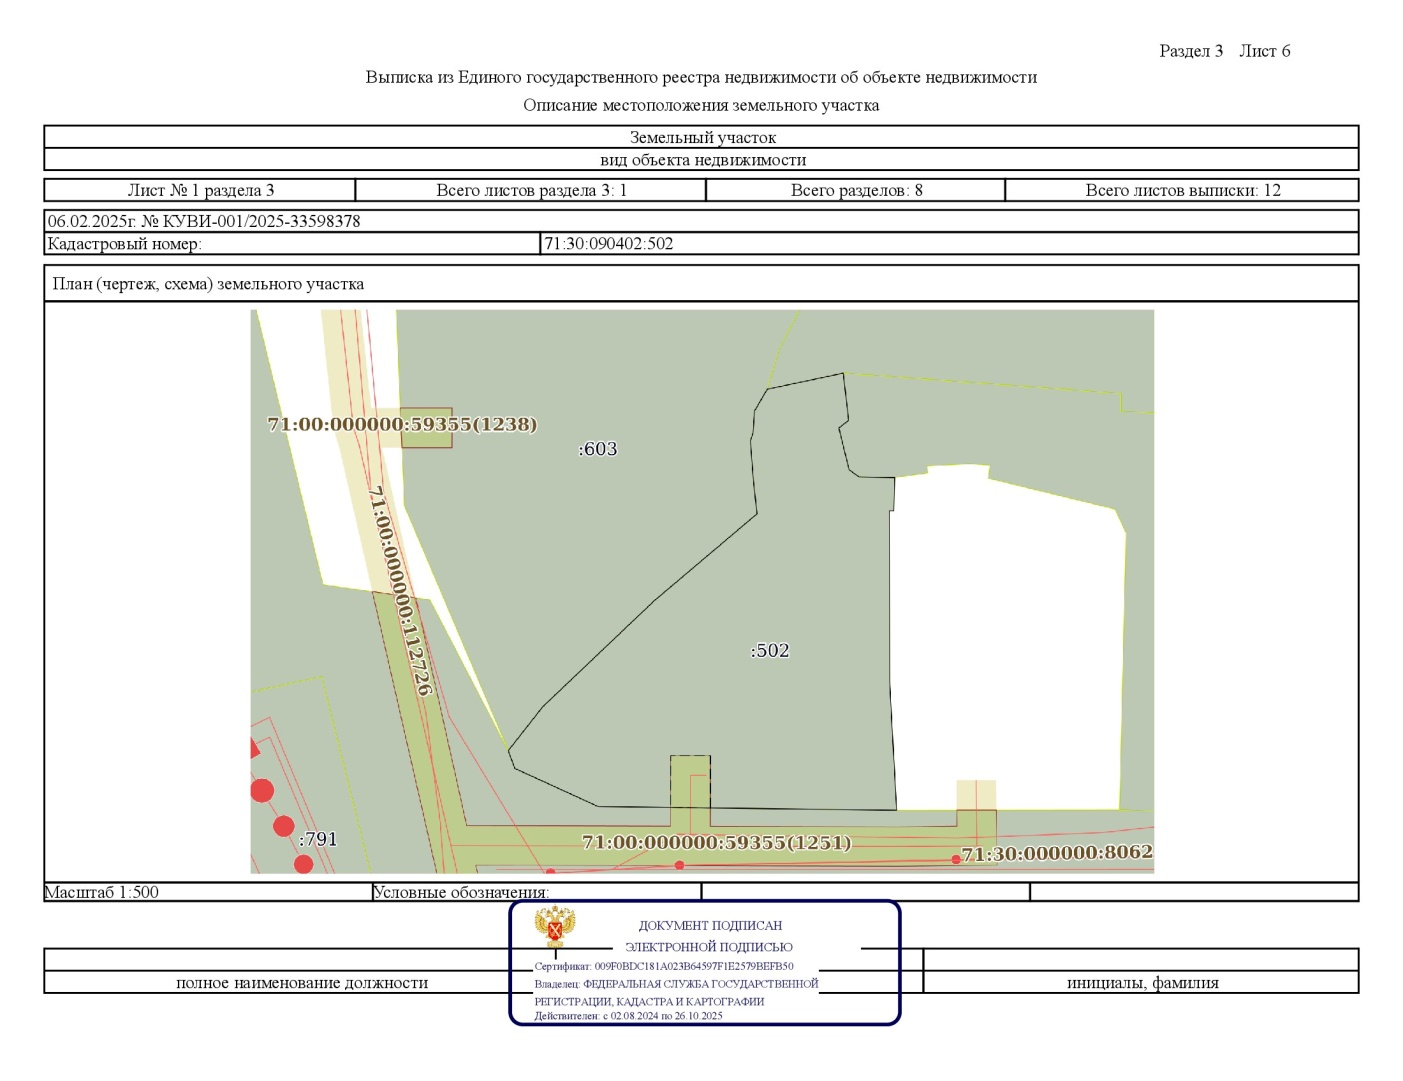 Раздел 3 Лист 6
Выписка из Единого государственного реестра недвижимости об объекте недвижимости
Описание местоположения земельного участка
Земельный участок
вид объекта недвижимости
Лист № 1 раздела 3
Всего листов раздела 3: 1
Всего разделов: 8
Всего листов выписки: 12
06.02.2025г. № КУВИ-001/2025-33598378
Кадастровый номер:
71:30:090402:502
План (чертеж, схема) земельного участка
71:00:000000:59355(1238)
:603
71:00:000000:112726
:502
:791
71:00:000000:59355(1251)
71:30:000000:8062
Масштаб 1:500
Условные обозначения:
ДОКУМЕНТ ПОДПИСАН
ЭЛЕКТРОННОЙ ПОДПИСЬЮ
Сертификат: 009F0BDC181A023B64597F1E2579BEFB50
Владелец: ФЕДЕРАЛЬНАЯ СЛУЖБА ГОСУДАРСТВЕННОЙ
РЕГИСТРАЦИИ, КАДАСТРА И КАРТОГРАФИИ
Действителен: с 02.08.2024 по 26.10.2025
полное наименование должности
инициалы, фамилия